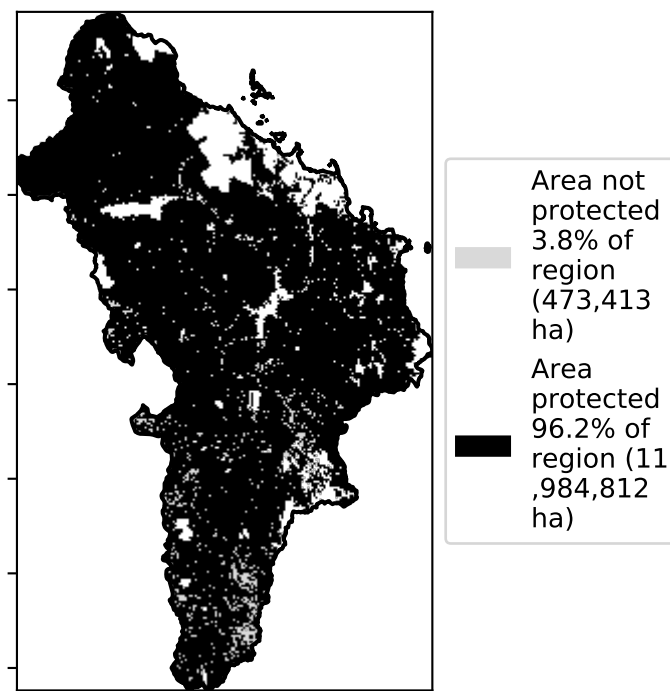 Area not
protected
3.8% of
region
(473,413
ha)
Area
protected
96.2% of
region (11
,984,812
ha)